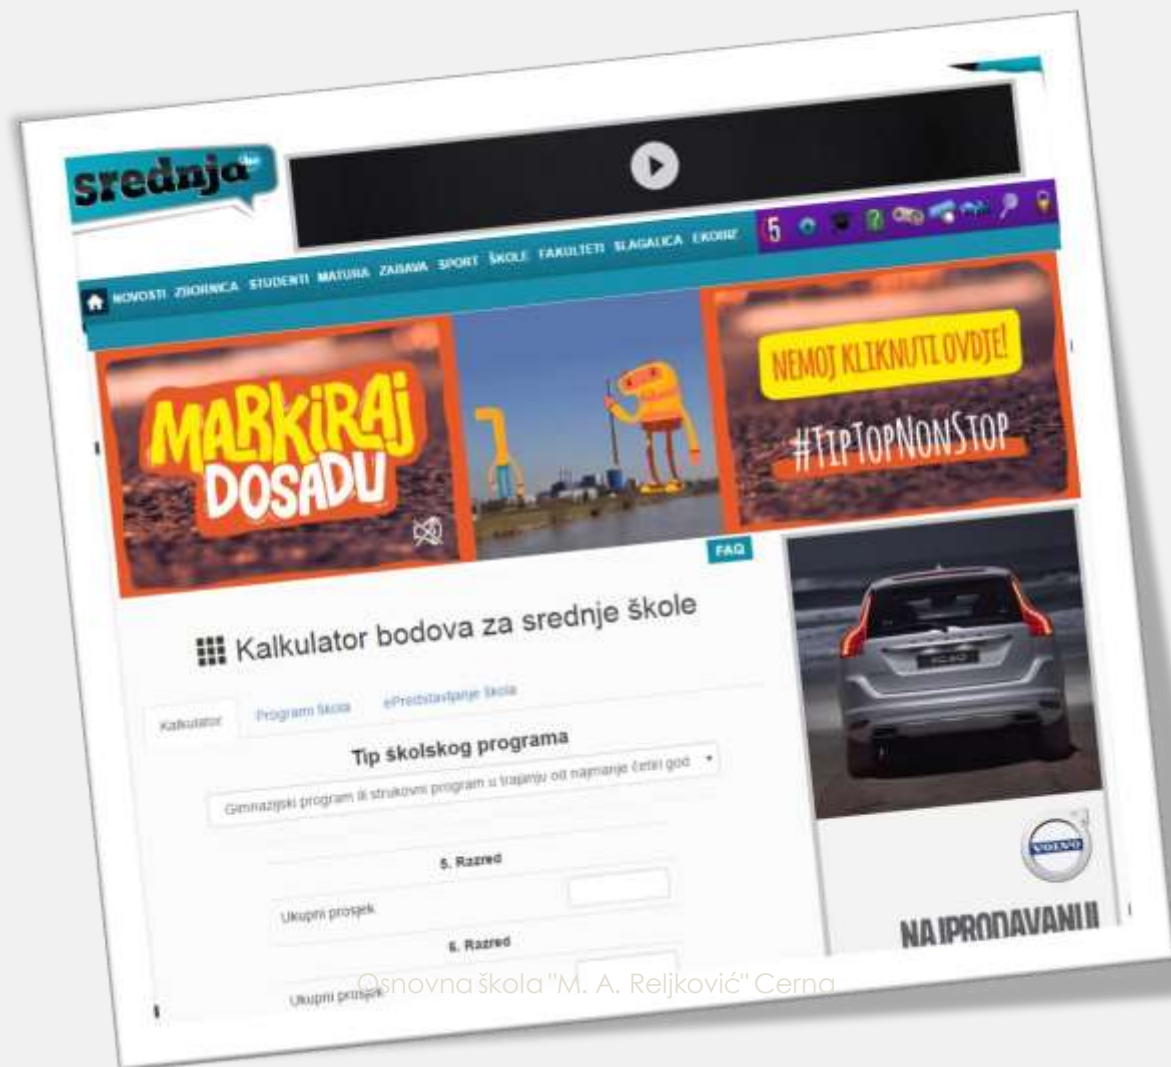 srednja
NOVOSTI ZBORNICA STUDENTI MATURA ZABAVA SPORT ŠKOLE FAKULTETI SLAGALICA
5
MARKIRAJ
DOSADU
NEMOJ KLIKNUTI OVDJE!
#TIPTOPNONSTOP
FAQ
Kalkulator bodova za srednje škole
Kalkulator Programi škola ePredstavljanje škola
Tip školskog programa
Gimnazijski program ili strukovni program u trajanju od najmanje četiri god
5. Razred
Ukupni prosjek
6. Razred
Ukupni prosjek
VOLVO
NAJPRODAVANIJI
Osnovna škola "M. A. Reljković" Cerna